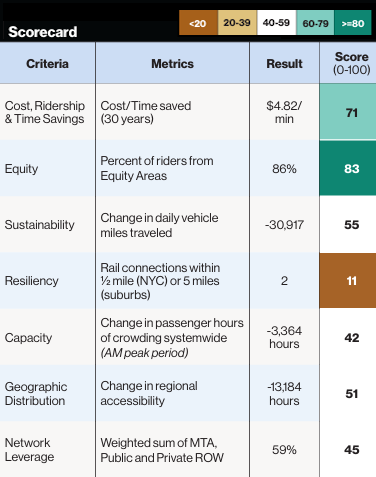 Scorecard
<20 20-39 40-59 60-79 >=80
Criteria Metrics Result Score
(0-100)
Cost, Ridership
& Time Savings
Cost/Time saved
(30 years)
$4.82/
min
71
Equity
Percent of riders from
Equity Areas
86%
83
Sustainability
Change in daily vehicle
miles traveled
-30,917
55
Resiliency
Rail connections within
½ mile (NYC) or 5 miles
(suburbs)
2
11
Capacity
Change in passenger hours
of crowding systemwide
(AM peak period)
-3,364
hours
42
Geographic
Distribution
Change in regional
accessibility
-13,184
hours
51
Network
Leverage
Weighted sum of MTA,
Public and Private ROW
59%
45